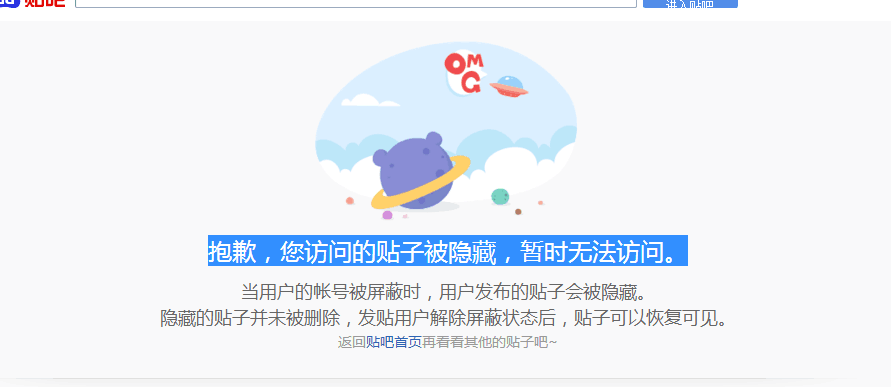 贴吧
进入贴吧
OMG
抱歉，您访问的贴子被隐藏，暂时无法访问。
当用户的帐号被屏蔽时，用户发布的贴子会被隐藏。
隐藏的贴子并未被删除，发贴用户解除屏蔽状态后，贴子可以恢复可见。
返回贴吧首页再看看其他的贴子吧~